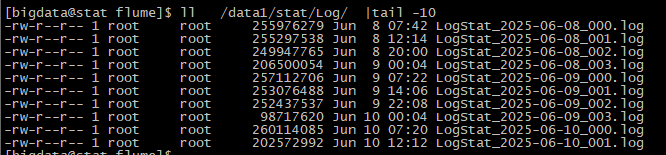 [bigdata@stat flume]$ ll   /data1/stat/Log/  |tail -10
-rw-r--r-- 1 root     root     255976279 Jun  8 07:42 LogStat_2025-06-08_000.log
-rw-r--r-- 1 root     root     255297538 Jun  8 12:14 LogStat_2025-06-08_001.log
-rw-r--r-- 1 root     root     249947765 Jun  8 20:00 LogStat_2025-06-08_002.log
-rw-r--r-- 1 root     root     206500054 Jun  9 00:04 LogStat_2025-06-08_003.log
-rw-r--r-- 1 root     root     257112706 Jun  9 07:22 LogStat_2025-06-09_000.log
-rw-r--r-- 1 root     root     253076488 Jun  9 14:06 LogStat_2025-06-09_001.log
-rw-r--r-- 1 root     root     252437537 Jun  9 22:08 LogStat_2025-06-09_002.log
-rw-r--r-- 1 root     root      98717620 Jun 10 00:04 LogStat_2025-06-09_003.log
-rw-r--r-- 1 root     root     260114085 Jun 10 07:20 LogStat_2025-06-10_000.log
-rw-r--r-- 1 root     root     202572992 Jun 10 12:12 LogStat_2025-06-10_001.log
[bigdata@stat flume]$